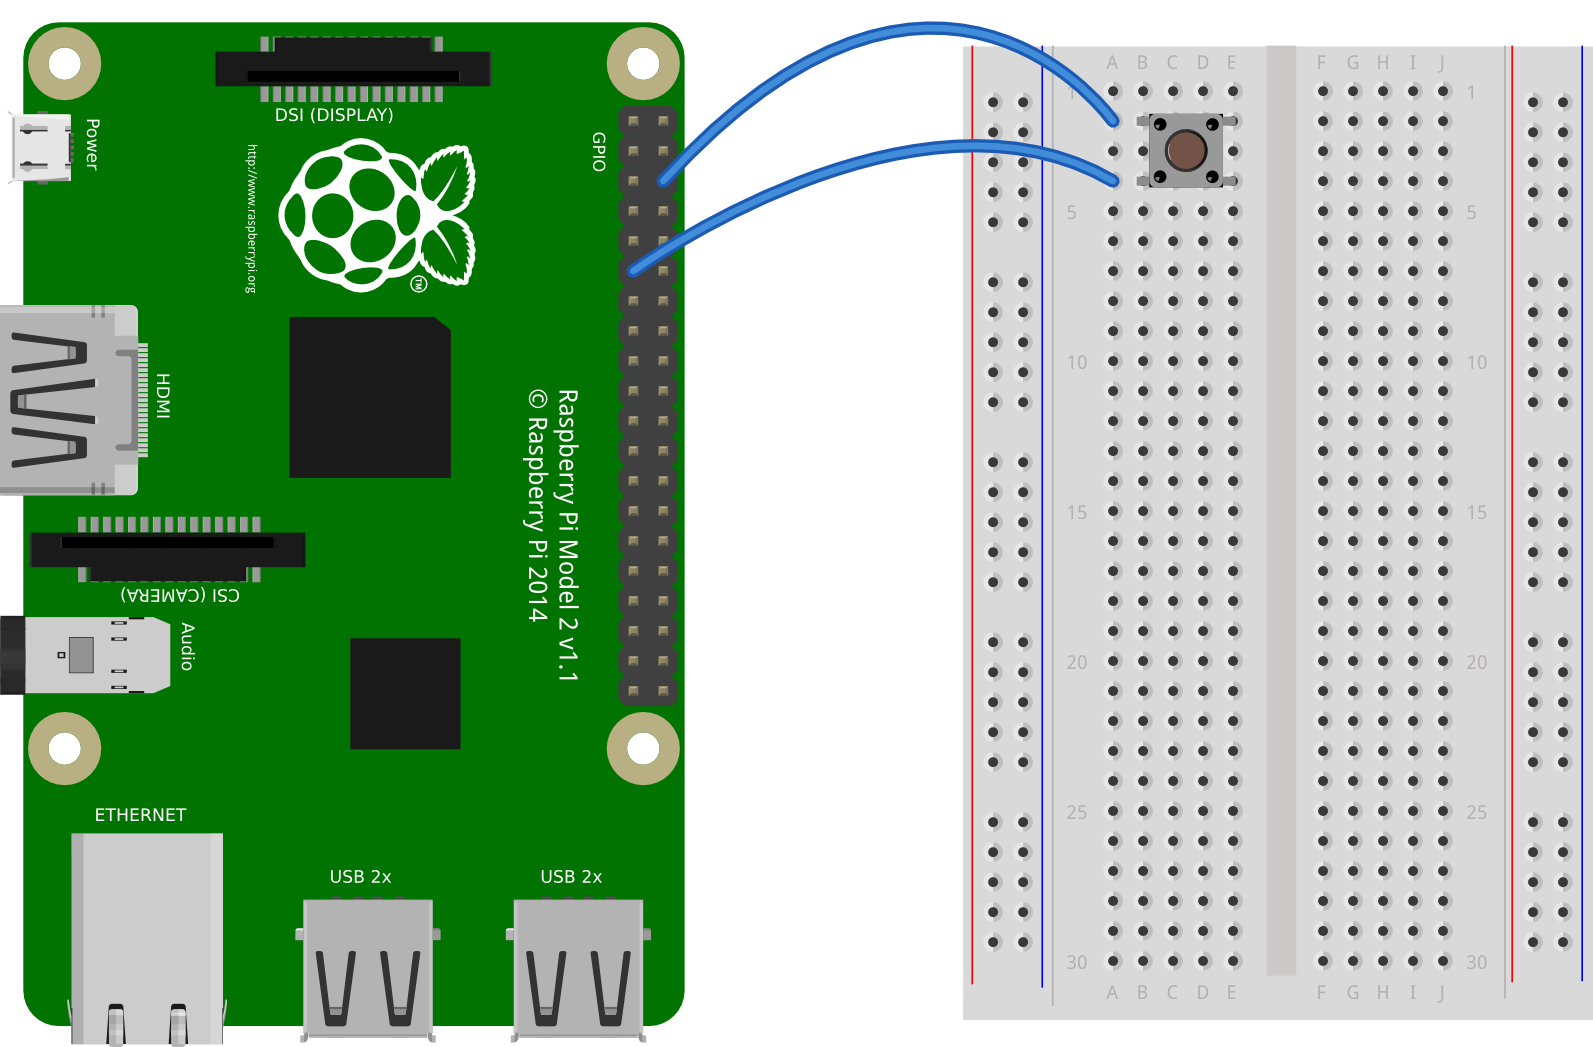 DSI (DISPLAY)
GPIO
Power
http://www.raspberrypi.org
TM
HDMI
Raspberry Pi Model 2 v1.1
© Raspberry Pi 2014
CSI (CAMERA)
Audio
ETHERNET
USB 2x
USB 2x
A B C D E F G H I J
1 1
5 5
10 10
15 15
20 20
25 25
30 30
A B C D E F G H I J